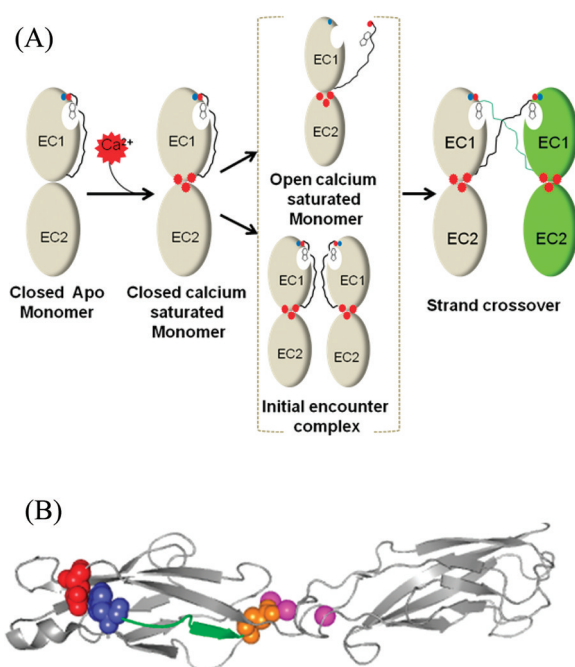 (A)
EC1
EC2
Closed Apo
Monomer
Ca2+
EC1
EC2
Closed calcium
saturated
Monomer
EC1
EC2
Open calcium
saturated
Monomer
EC1
EC1
EC2
EC2
Initial encounter
complex
EC1
EC1
EC2
EC2
Strand crossover
(B)